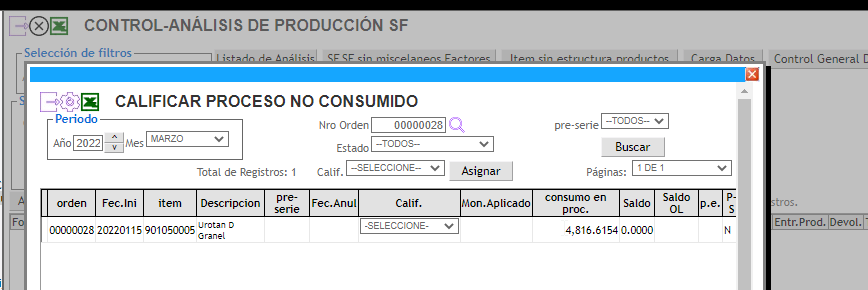 CONTROL-ANÁLISIS DE PRODUCCIÓN SF
Selección de filtros
Listado de Análisis
SF.SF sin miscelaneos Factores
Item sin estructura productos
Carga Datos
Control General D
CALIFICAR PROCESO NO CONSUMIDO
Periodo
Año 2022 Mes MARZO
Nro Orden 00000028
pre-serie --TODOS--
Estado --TODOS--
Buscar
Total de Registros: 1
Calif. --SELECCIONE--
Asignar
Páginas: 1 DE 1
orden Fec.Ini item Descripcion pre-serie Fec.Anul Calif. Mon.Aplicado consumo en proc. Saldo Saldo OL p.e. P-S
00000028 20220115 901050005 Urotan D Granel -SELECCIONE- 4,816.6154 0.0000 N
stros.
Entr.Prod. Devol. T